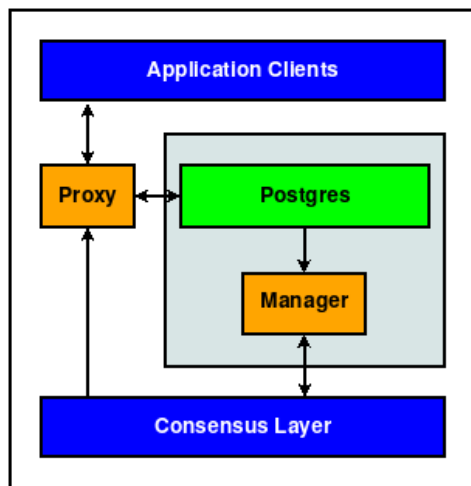 Application Clients
Proxy
Postgres
Manager
Consensus Layer